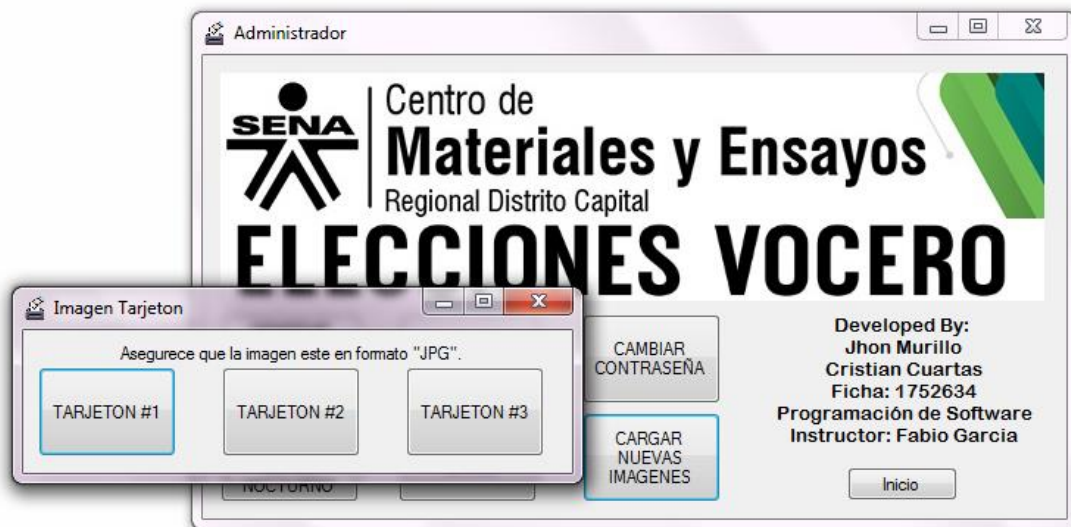 Administrador
SENA
Centro de
Materiales y Ensayos
Regional Distrito Capital
ELECCIONES VOCERO
Imagen Tarjeton
Asegurece que la imagen este en formato "JPG".
TARJETON #1
TARJETON #2
TARJETON #3
CAMBIAR
CONTRASEÑA
CARGAR
NUEVAS
IMAGENES
NOCTURNO
Developed By:
Jhon Murillo
Cristian Cuartas
Ficha: 1752634
Programación de Software
Instructor: Fabio Garcia
Inicio